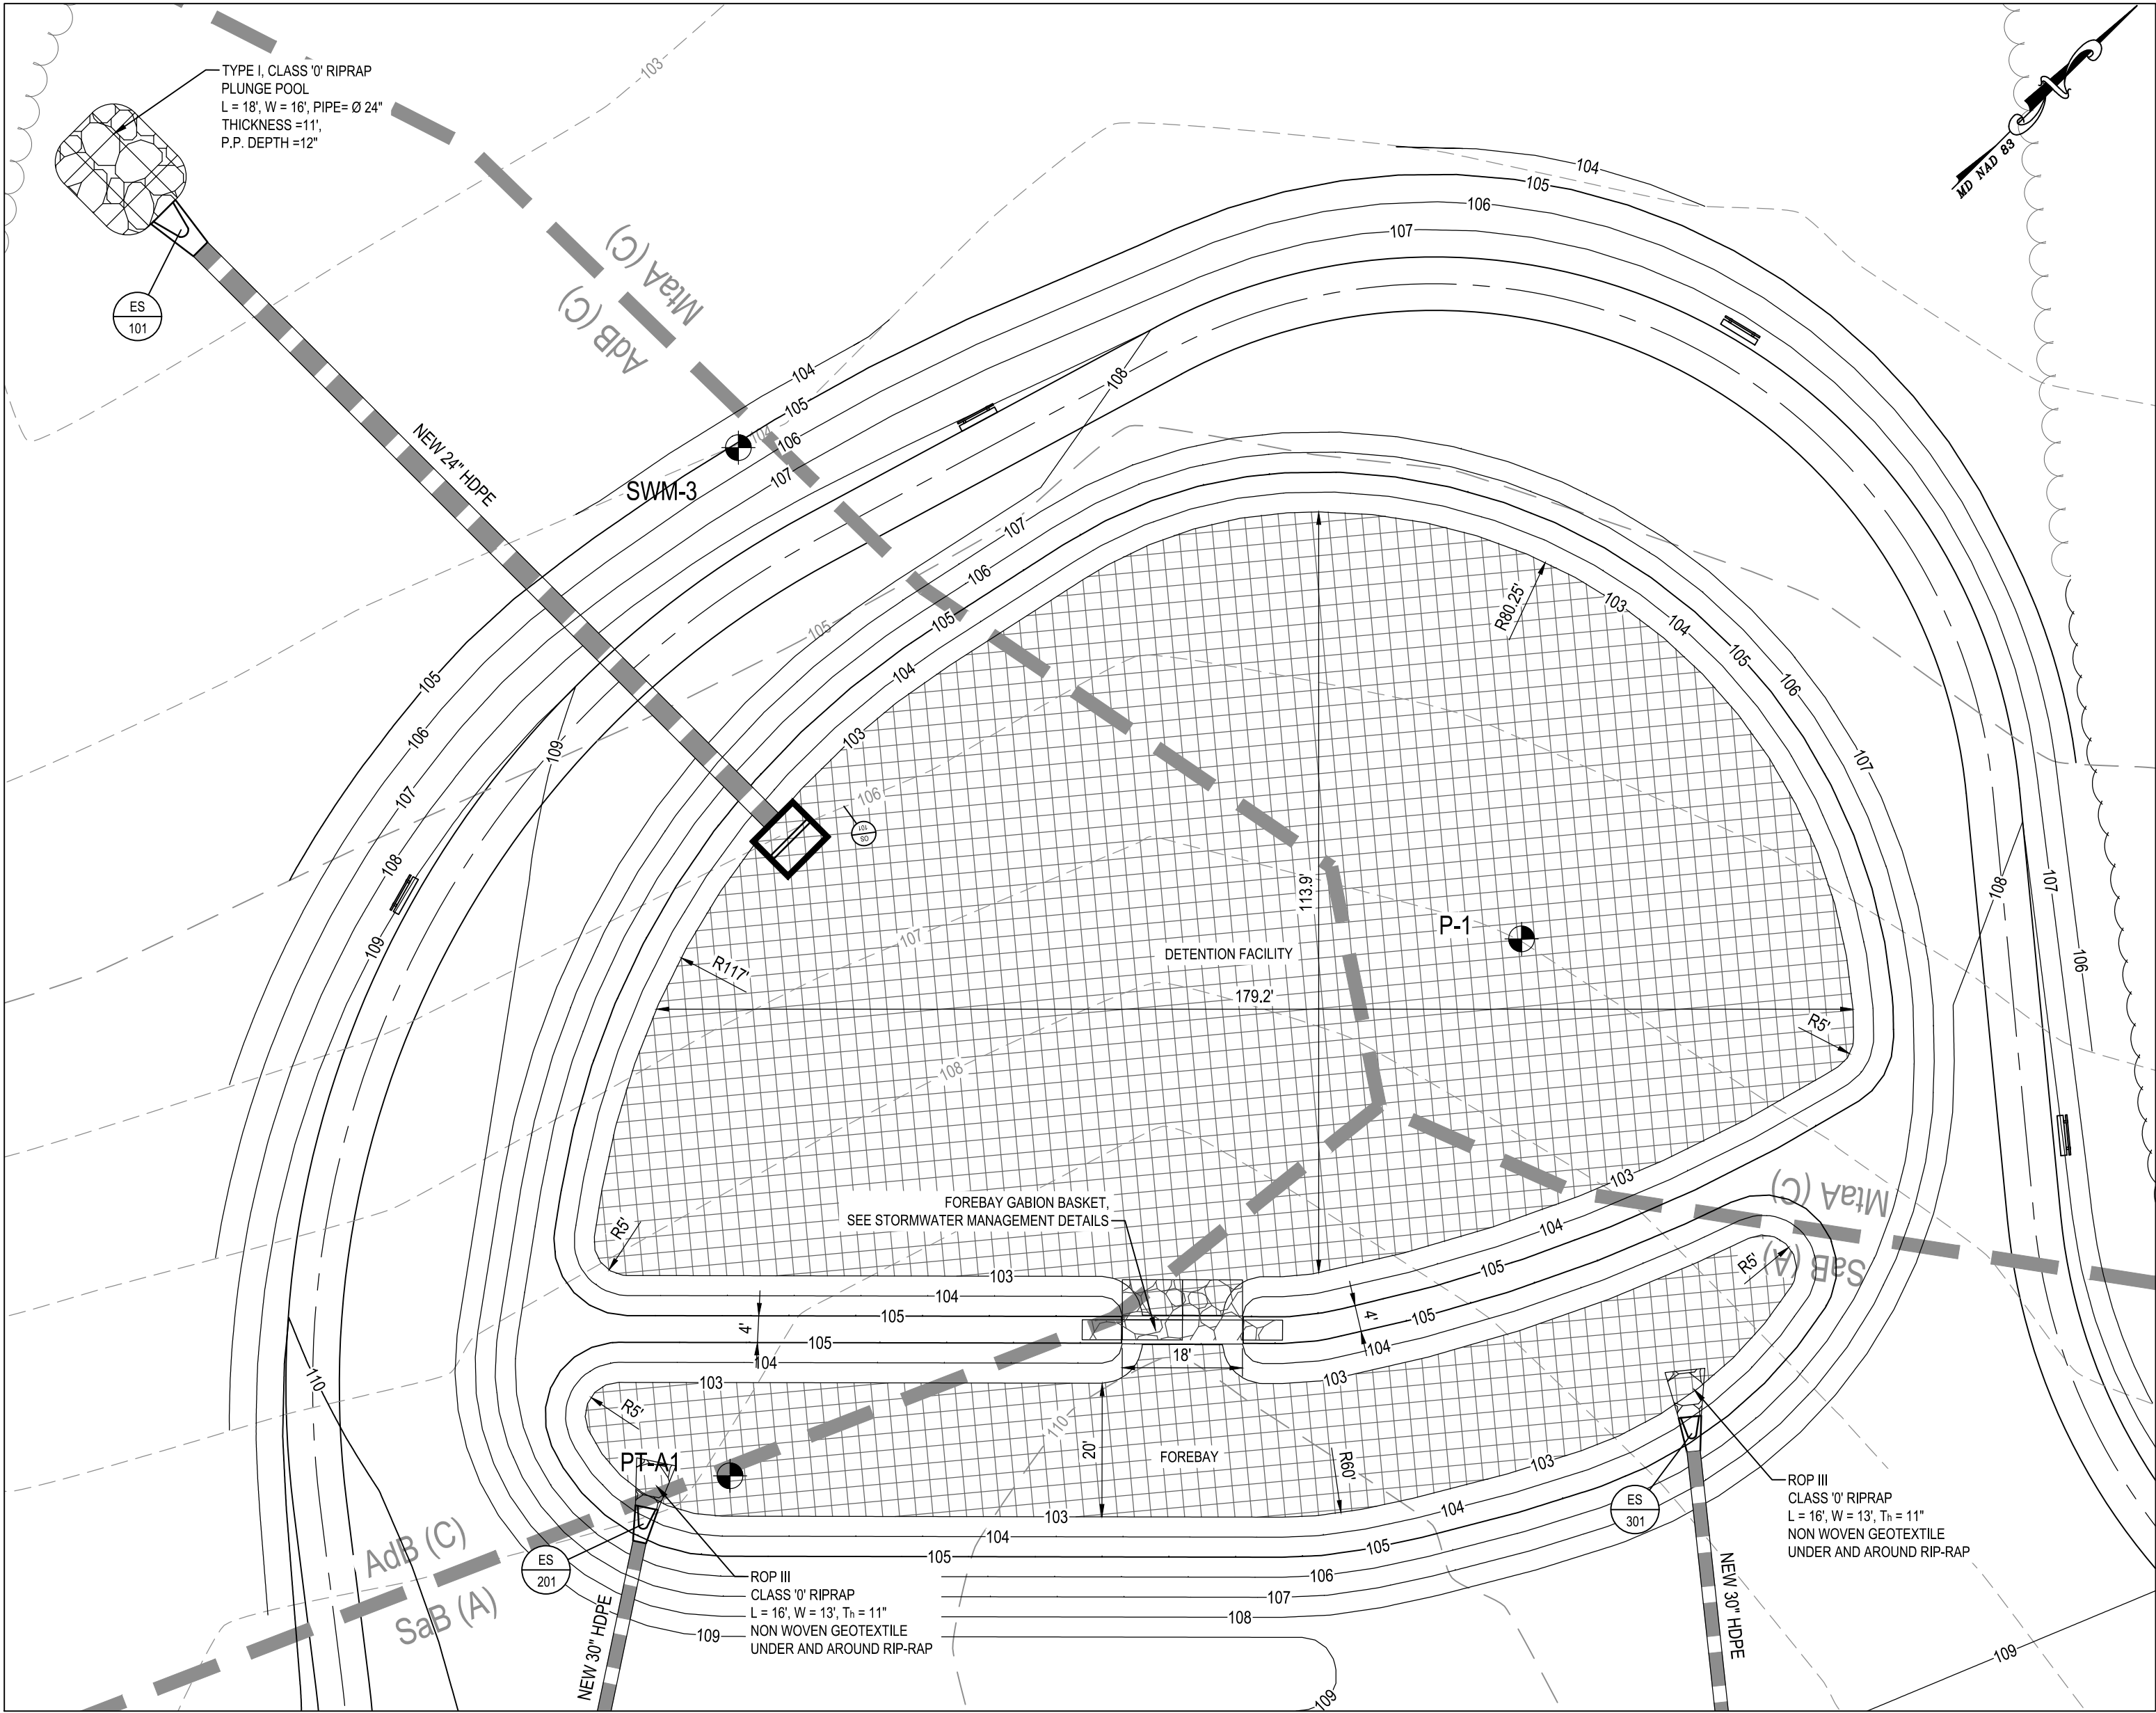 TYPE I, CLASS '0' RIPRAP
PLUNGE POOL
L = 18', W = 16', PIPE= Ø 24"
THICKNESS =11',
P.P. DEPTH =12"
103
MD NAD 83
104
105
106
107
ES
101
MtaA (C)
AdB (C)
104
105
104
106
107
108
NEW 24" HDPE
SWM-3
107
106
105
105
104
103
R80.25'
103
104
105
106
107
105
106
107
108
109
109
106
OS
101
107
108
R117'
113.9'
P-1
DETENTION FACILITY
179.2'
R5'
108
107
106
103
MtaA (C)
SaB (A)
FOREBAY GABION BASKET,
SEE STORMWATER MANAGEMENT DETAILS
R5'
103
104
105
4'
105
104
103
18'
104
105
4'
105
104
103
R5'
110
R5'
PT-A1
20'
110
FOREBAY
R60'
103
103
104
104
105
105
106
107
108
109
109
109
AdB (C)
SaB (A)
ES
201
NEW 30" HDPE
ROP III
CLASS '0' RIPRAP
L = 16', W = 13', Th = 11"
NON WOVEN GEOTEXTILE
UNDER AND AROUND RIP-RAP
ES
301
NEW 30" HDPE
ROP III
CLASS '0' RIPRAP
L = 16', W = 13', Th = 11"
NON WOVEN GEOTEXTILE
UNDER AND AROUND RIP-RAP